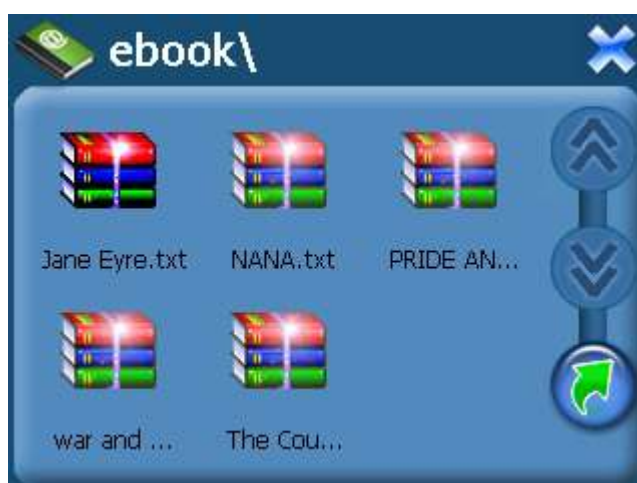 ebook\
Jane Eyre.txt NANA.txt PRIDE AN...
war and ... The Cou...